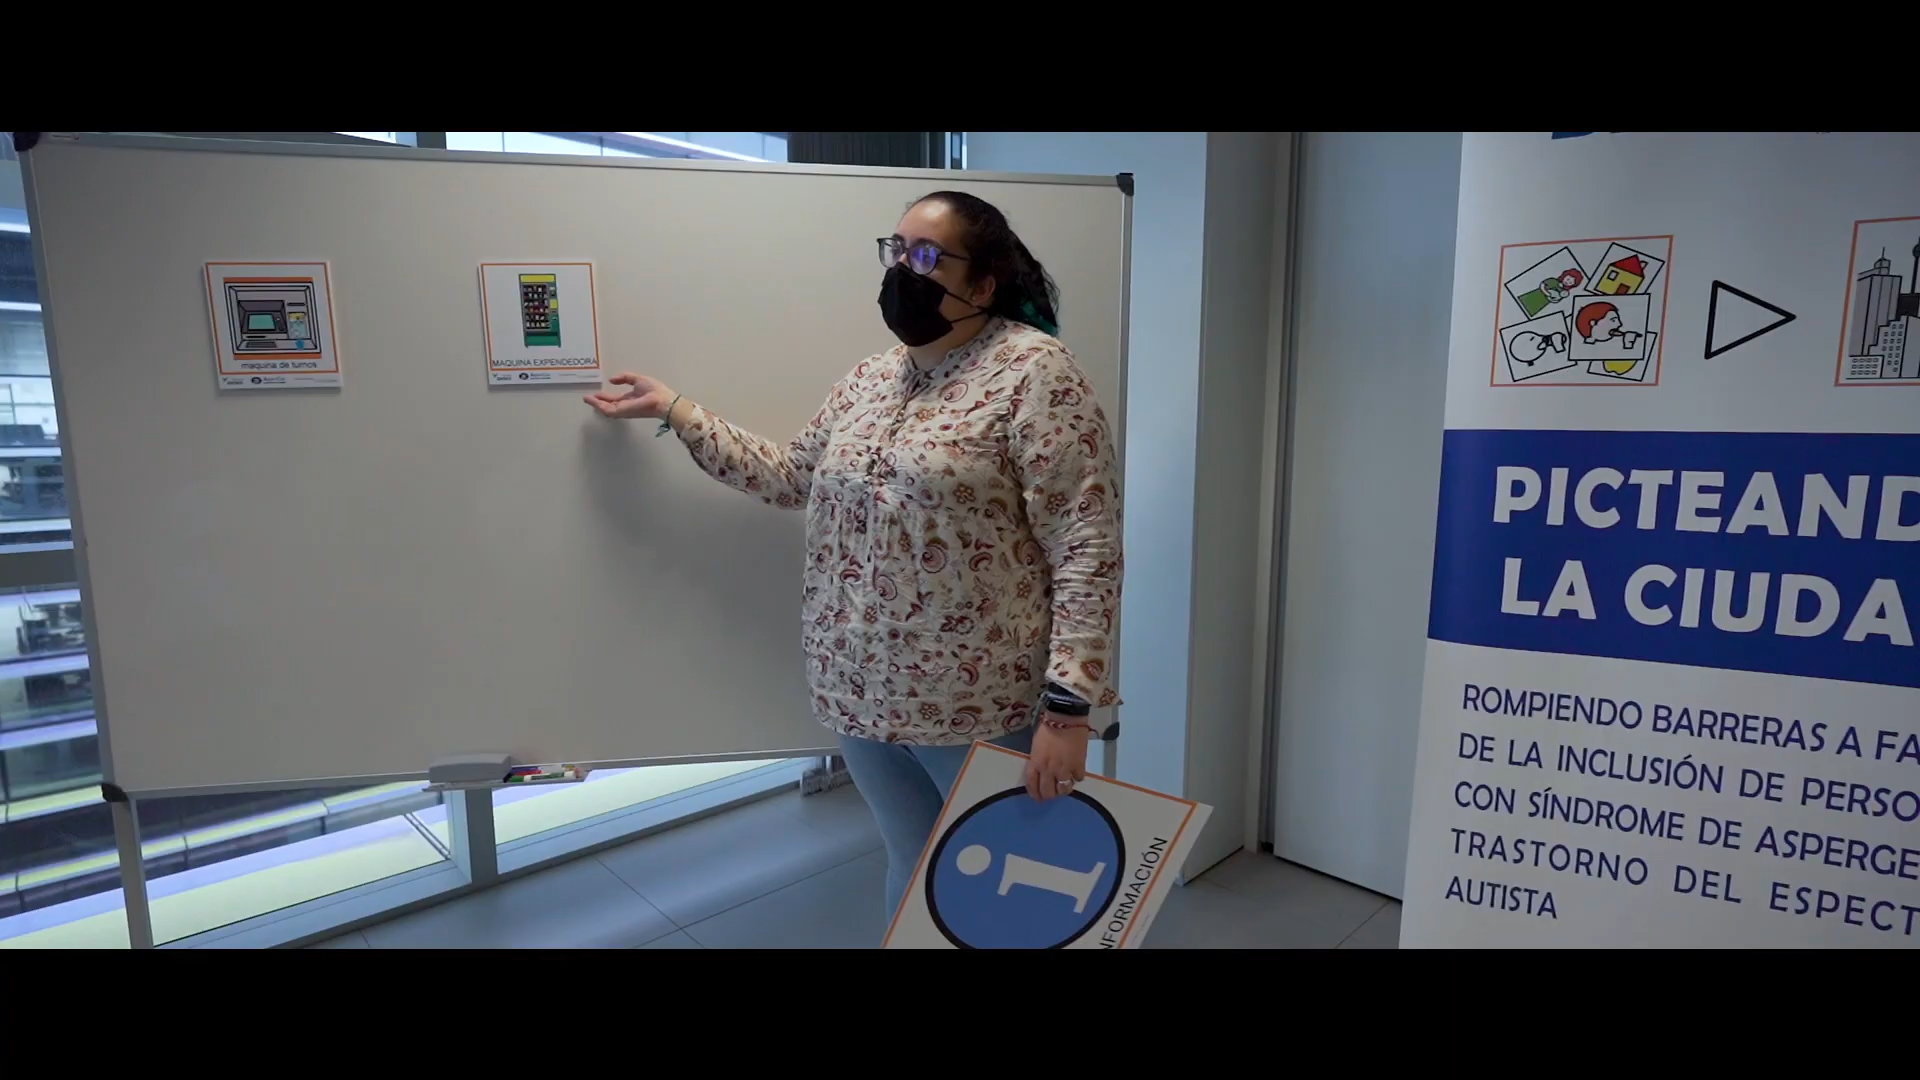 maquina de turnos
MAQUINA EXPENDEDORA
NFORMACIÓN
PICTEAND
LA CIUDA
ROMPIENDO BARRERAS A FA
DE LA INCLUSIÓN DE PERSO
CON SÍNDROME DE ASPERGE
TRASTORNO DEL ESPECT
AUTISTA